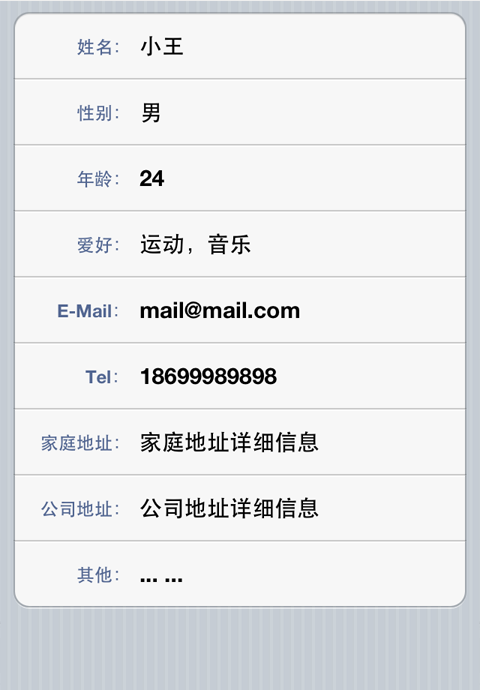 姓名： 小王
性别： 男
年龄： 24
爱好： 运动，音乐
E-Mail： mail@mail.com
Tel： 18699989898
家庭地址： 家庭地址详细信息
公司地址： 公司地址详细信息
其他： ... ...